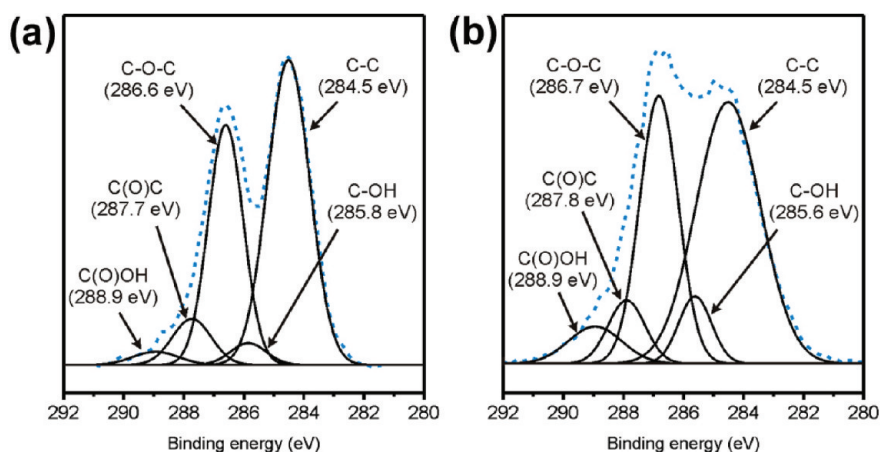 (a)
C-O-C
(286.6 eV)
C-C
(284.5 eV)
C(O)C
(287.7 eV)
C-OH
(285.8 eV)
C(O)OH
(288.9 eV)
292 290 288 286 284 282 280
Binding energy (eV)
(b)
C-O-C
(286.7 eV)
C-C
(284.5 eV)
C(O)C
(287.8 eV)
C-OH
(285.6 eV)
C(O)OH
(288.9 eV)
292 290 288 286 284 282 280
Binding energy (eV)